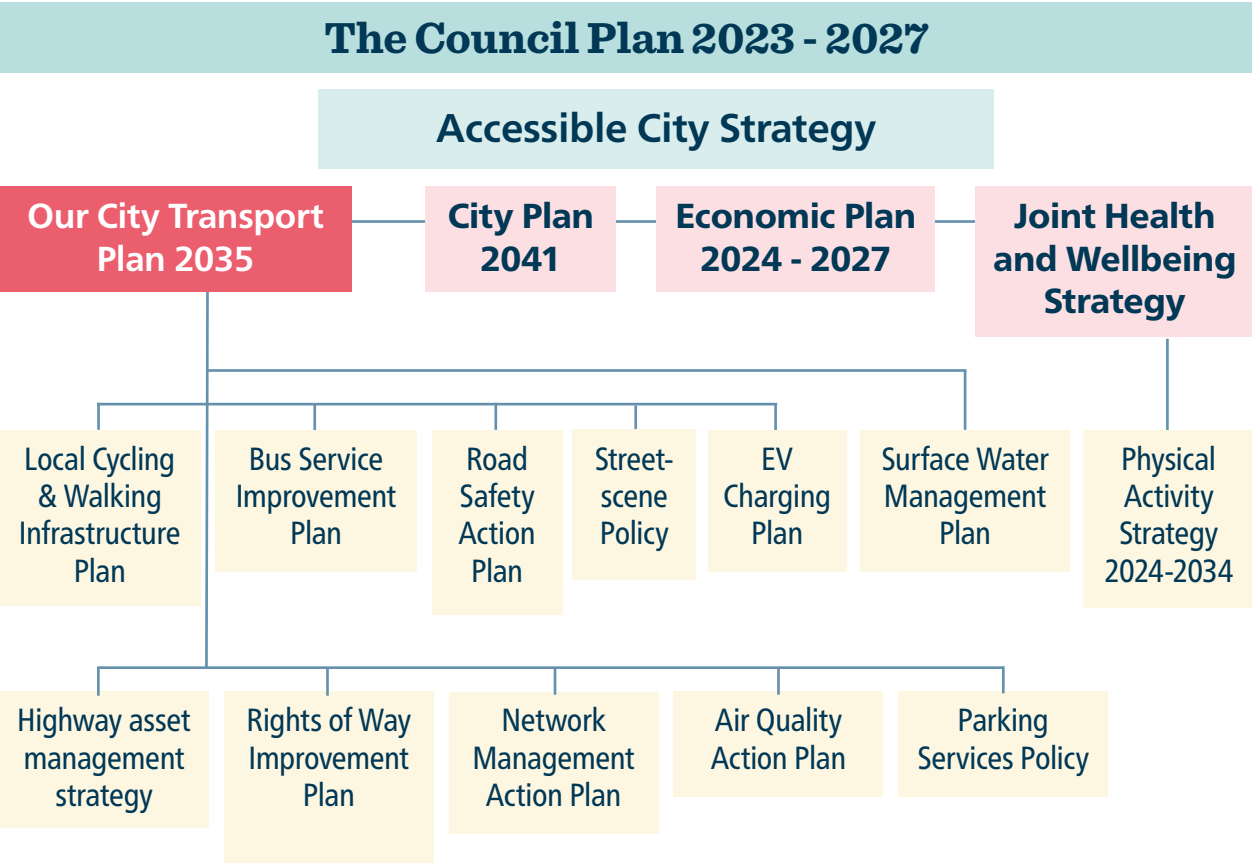 The Council Plan 2023 - 2027
Accessible City Strategy
Our City Transport
Plan 2035
City Plan
2041
Economic Plan
2024 - 2027
Joint Health
and Wellbeing
Strategy
Local Cycling
& Walking
Infrastructure
Plan
Bus Service
Improvement
Plan
Road
Safety
Action
Plan
Street-
scene
Policy
EV
Charging
Plan
Surface Water
Management
Plan
Physical
Activity
Strategy
2024-2034
Highway asset
management
strategy
Rights of Way
Improvement
Plan
Network
Management
Action Plan
Air Quality
Action Plan
Parking
Services Policy